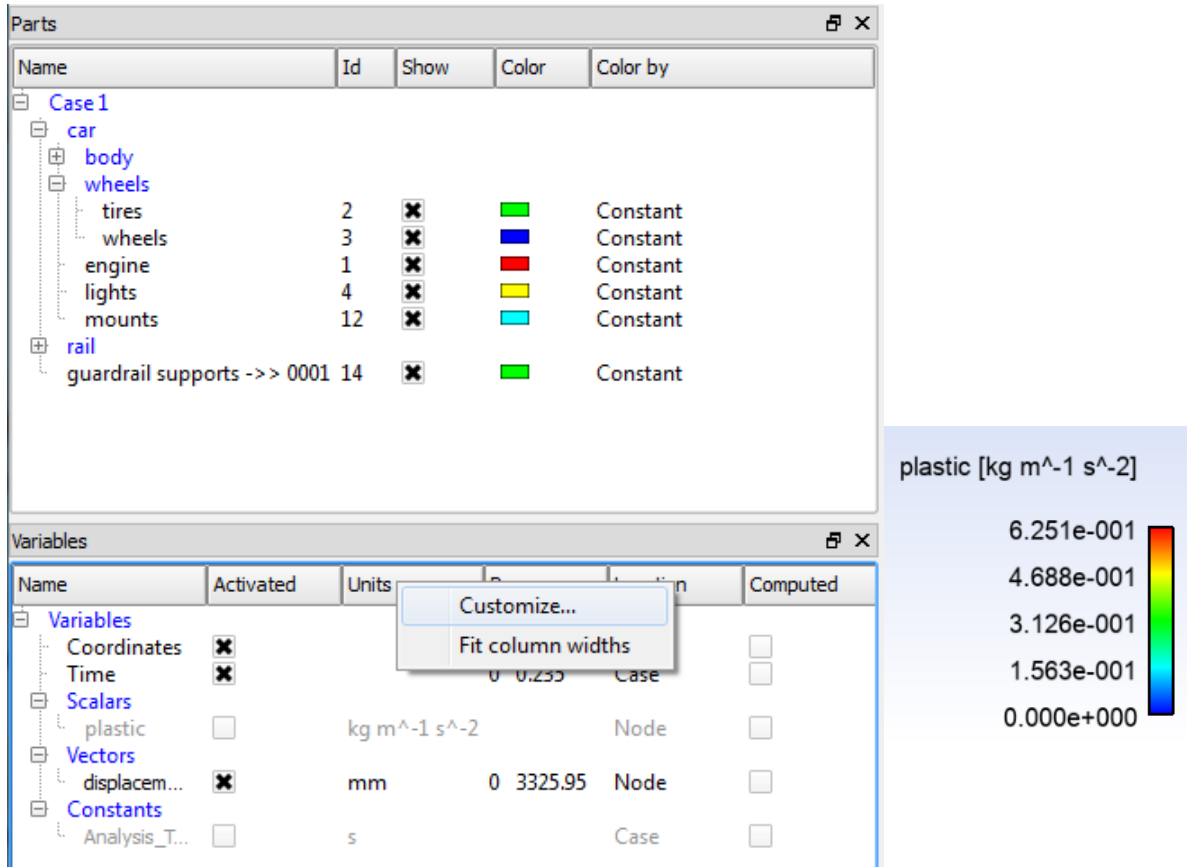 Parts
Name Id Show Color Color by
Case 1
car
body
wheels
tires 2 Constant
wheels 3 Constant
engine 1 Constant
lights 4 Constant
mounts 12 Constant
rail
guardrail supports ->> 0001 14 Constant
plastic [kg m^-1 s^-2]
6.251e-001
4.688e-001
3.126e-001
1.563e-001
0.000e+000
Variables
Name Activated Units Computed
Customize...
Fit column widths
Variables
Coordinates
Time 0 0.235 Case
Scalars
plastic kg m^-1 s^-2 Node
Vectors
displacem... mm 0 3325.95 Node
Constants
Analysis_T... s Case